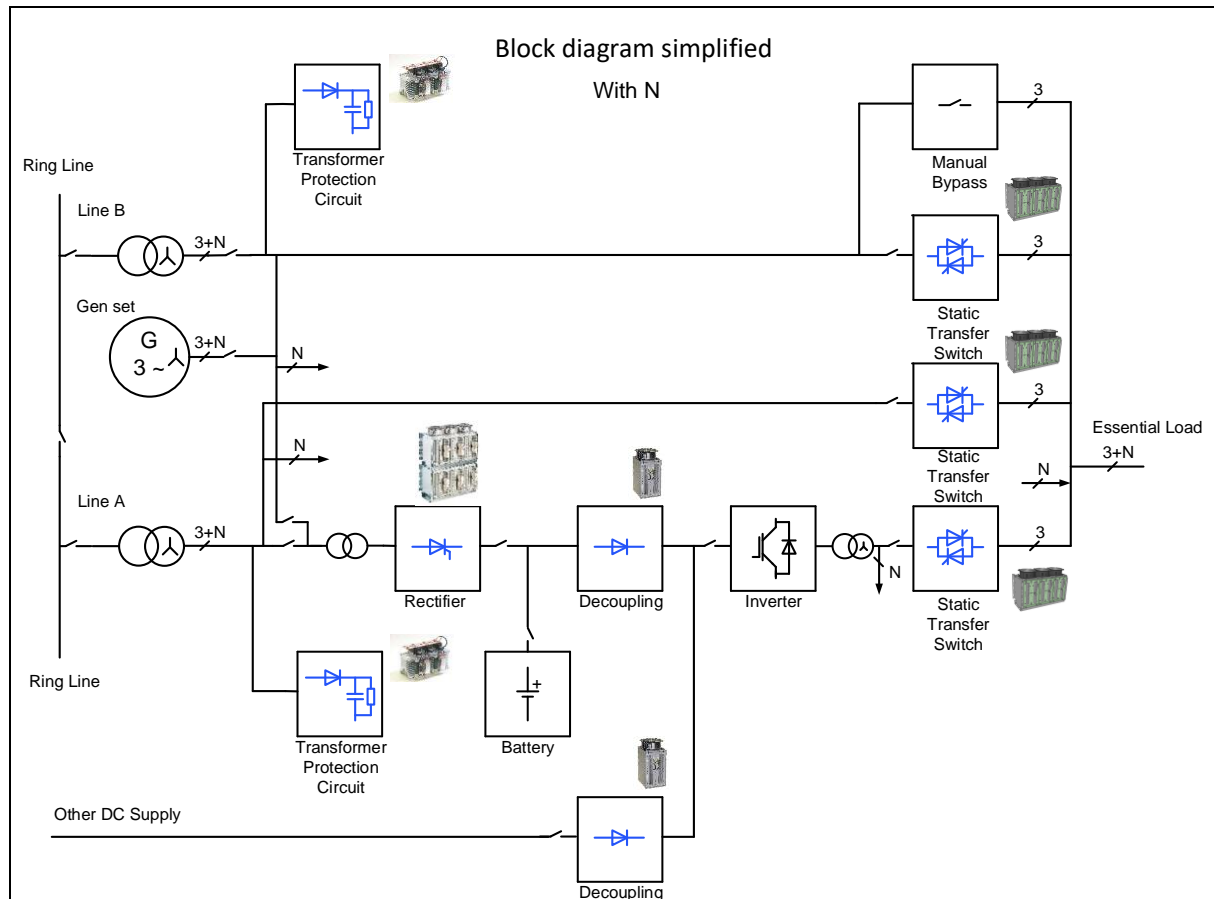 Block diagram simplified
With N
Transformer
Protection
Circuit
3
Manual
Bypass
Ring Line
Line B
3+N
3
Static
Transfer
Switch
Gen set
G
3 ~
3+N
N
3
Static
Transfer
Switch
Essential Load
3+N
N
N
Line A
3+N
Rectifier
Decoupling
Inverter
N
3
Static
Transfer
Switch
Ring Line
Transformer
Protection
Circuit
+
Battery
Other DC Supply
Decoupling